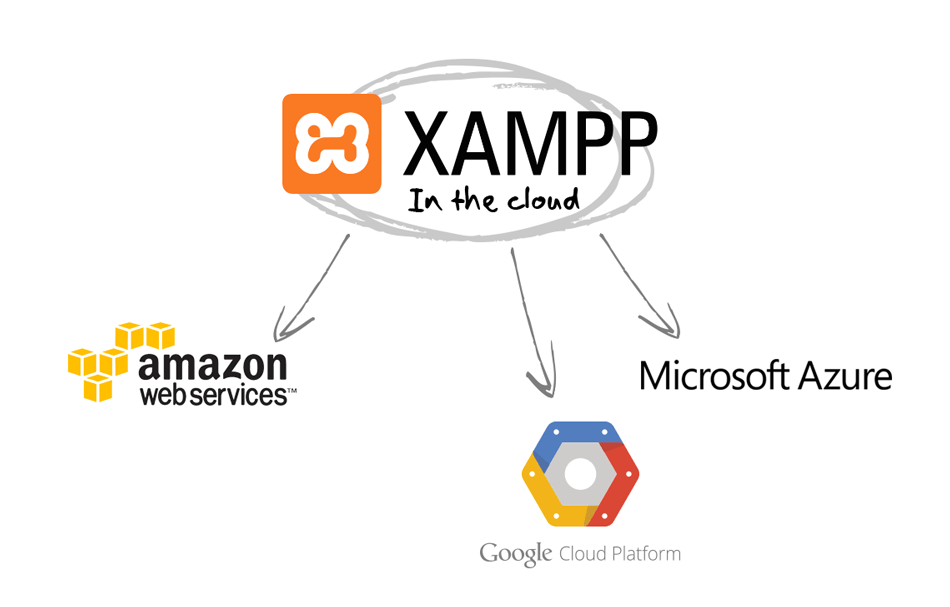 XAMPP
In the cloud
amazon
web services™
Microsoft Azure
Google Cloud Platform